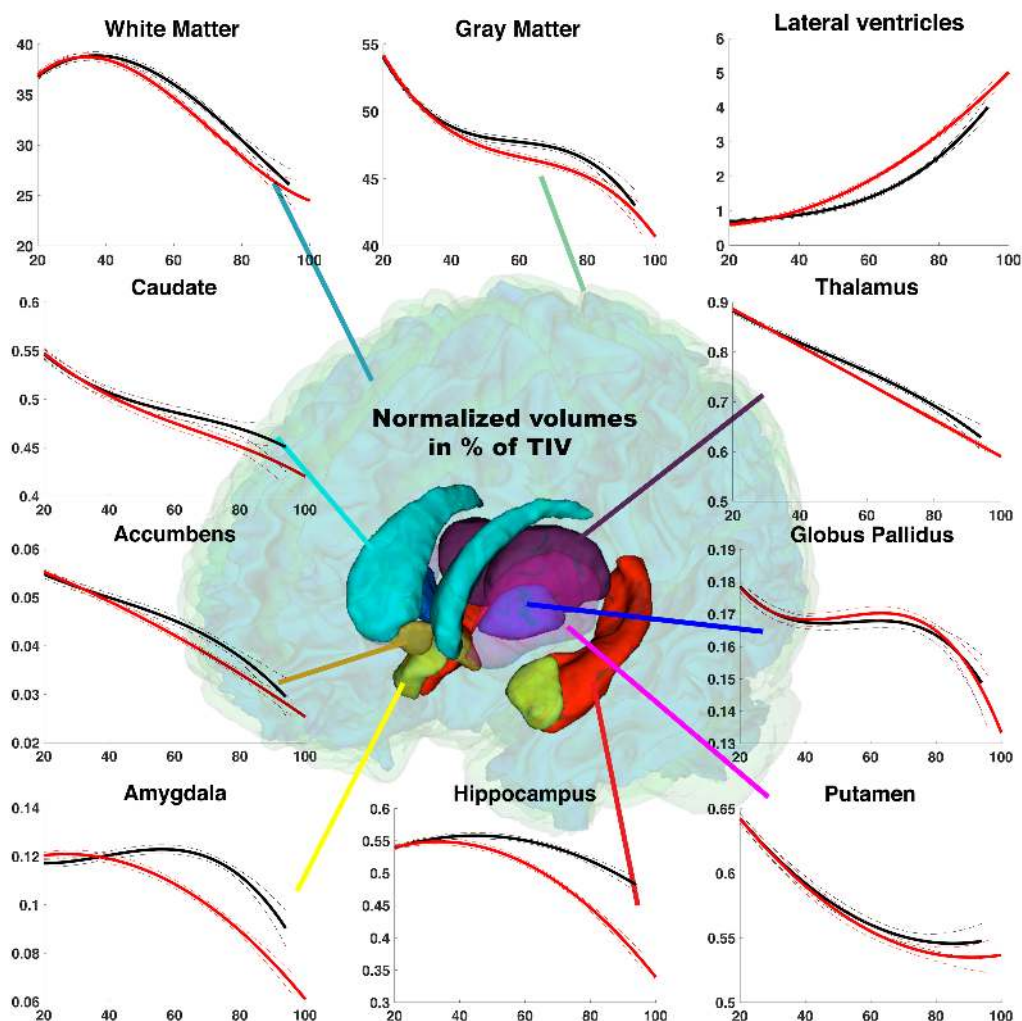 White Matter
40
35
30
25
20
20 40 60 80 100
Gray Matter
55
50
45
40
20 40 60 80 100
Lateral ventricles
6
5
4
3
2
1
0
20 40 60 80 100
Caudate
0.6
0.55
0.5
0.45
0.4
20 40 60 80 100
Thalamus
0.9
0.8
0.7
0.6
0.5
20 40 60 80 100
Normalized volumes
in % of TIV
Accumbens
0.06
0.05
0.04
0.03
0.02
20 40 60 80 100
Globus Pallidus
0.19
0.18
0.17
0.16
0.15
0.14
0.13
20 40 60 80 100
Amygdala
0.14
0.12
0.1
0.08
0.06
20 40 60 80 100
Hippocampus
0.6
0.55
0.5
0.45
0.4
0.35
0.3
20 40 60 80 100
Putamen
0.65
0.6
0.55
0.5
20 40 60 80 100